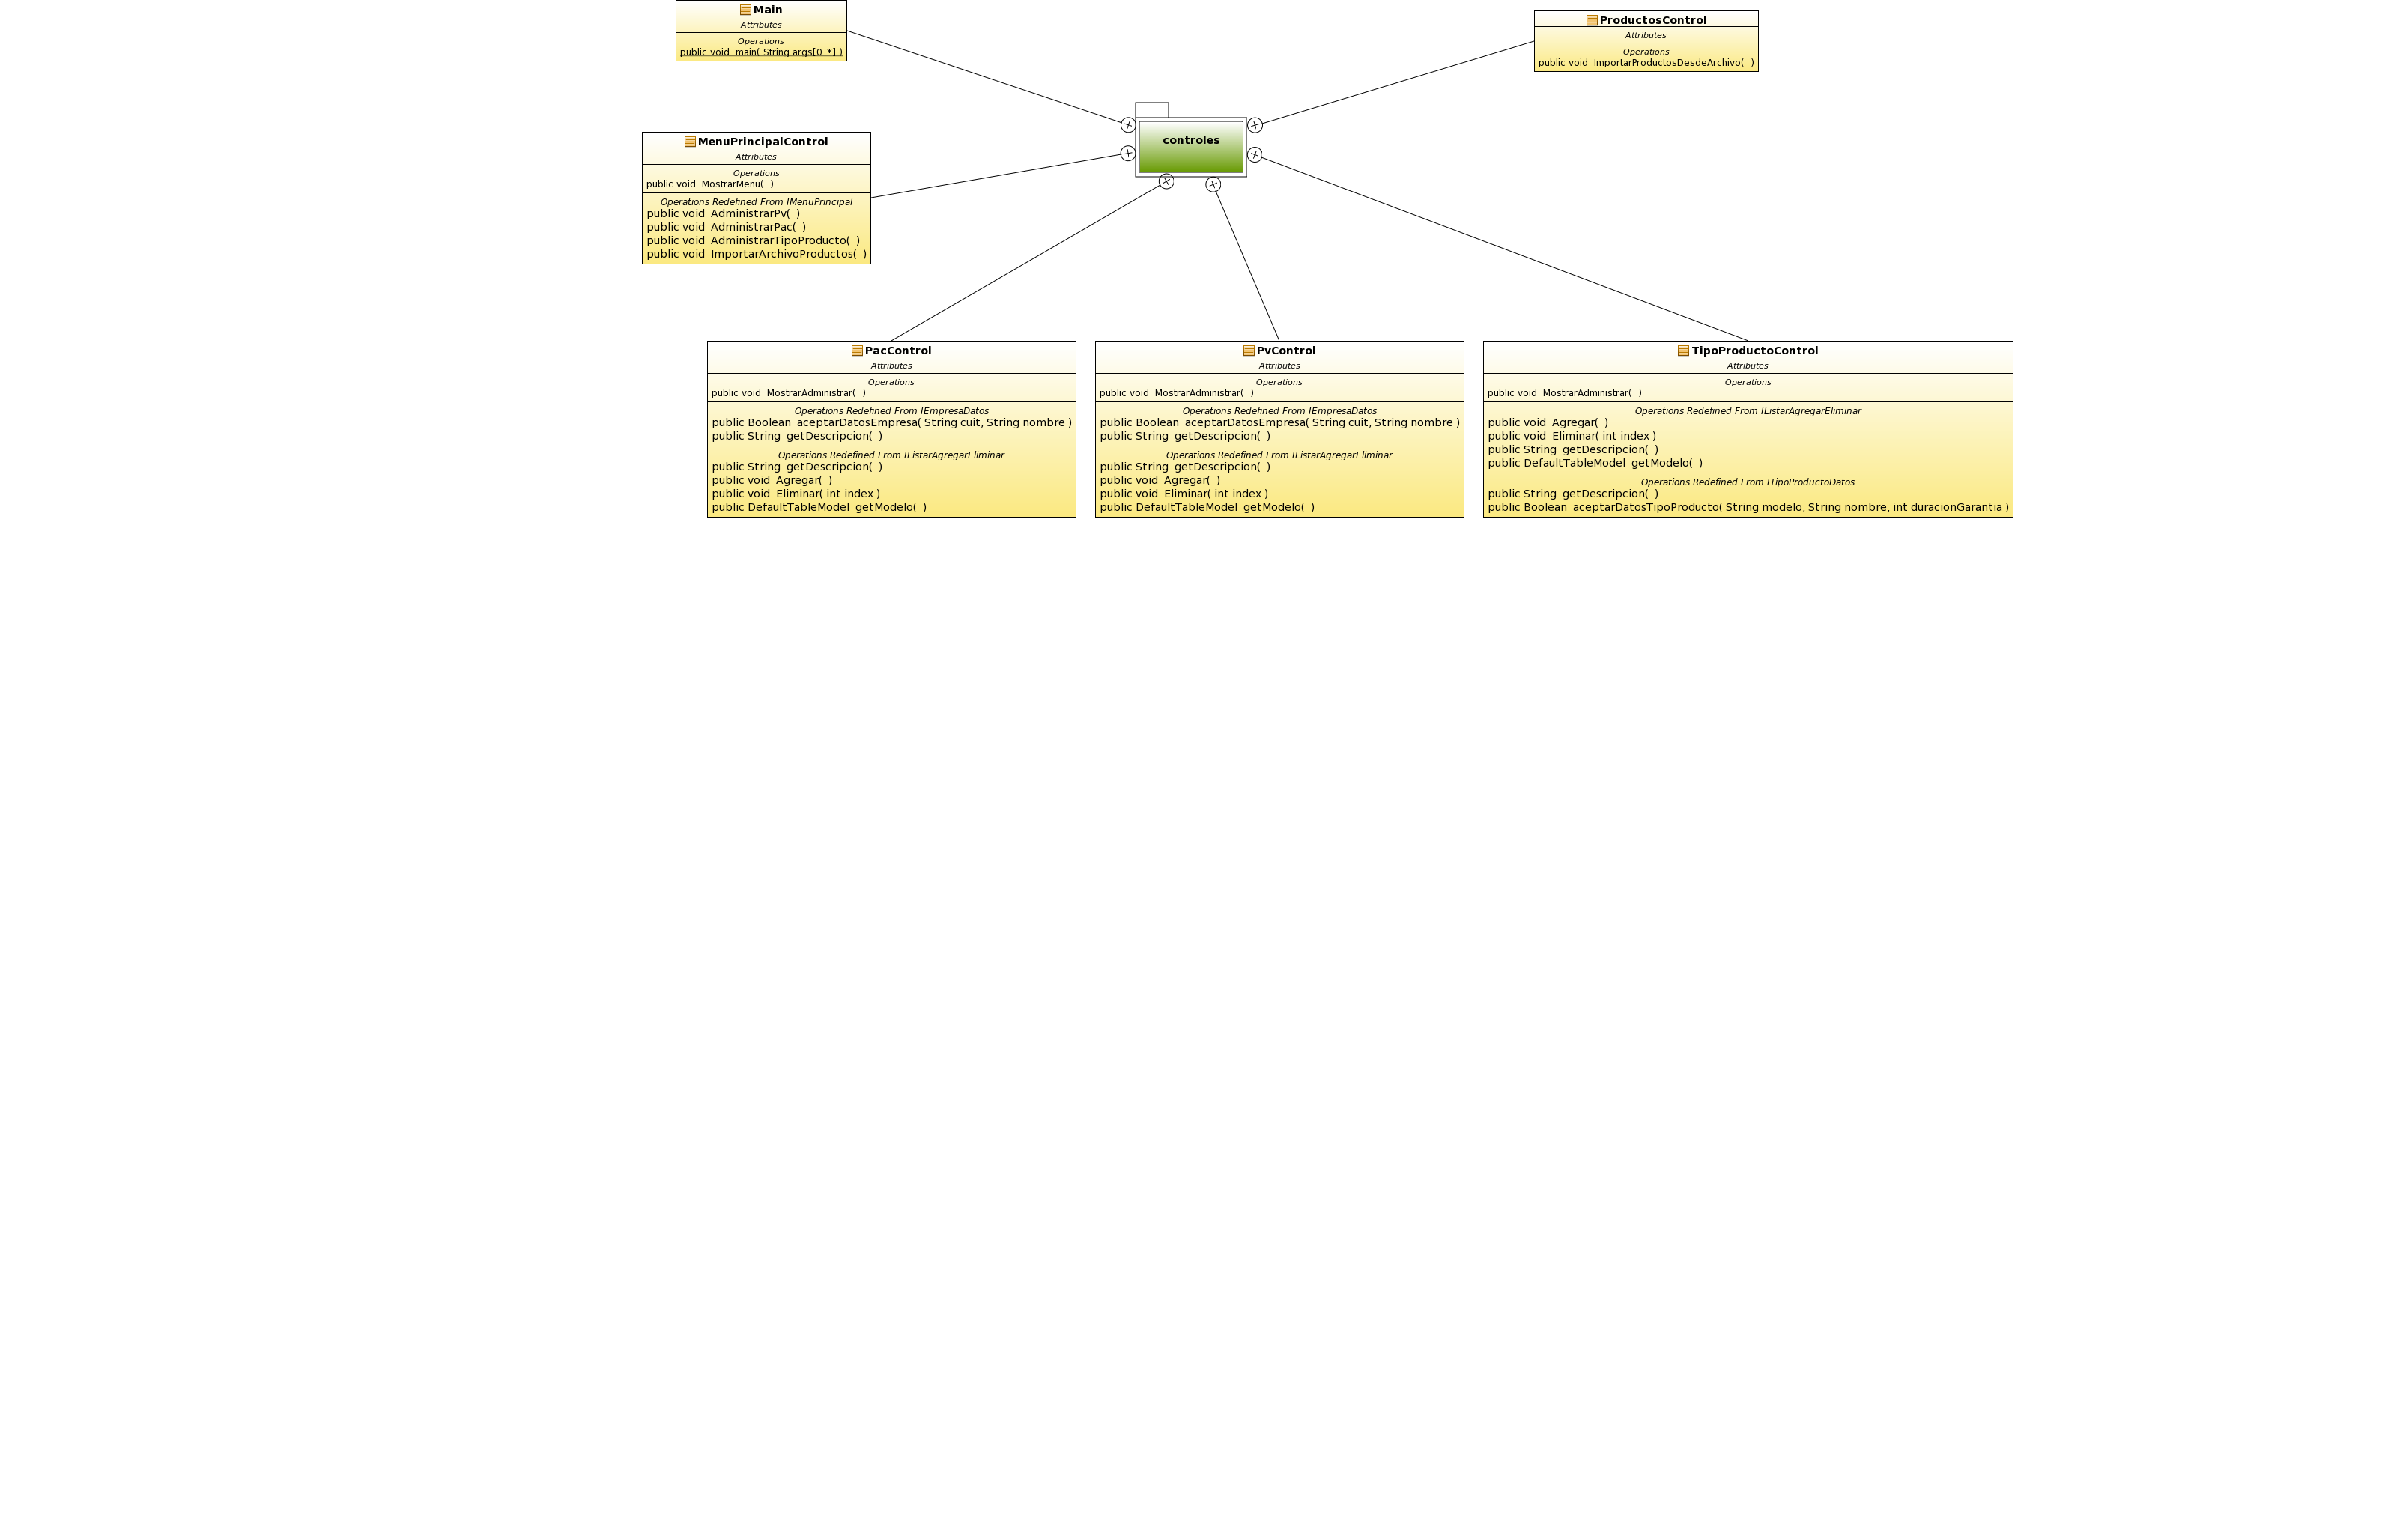 Main
Attributes
Operations
public void main( String args[0..*] )
ProductosControl
Attributes
Operations
public void ImportarProductosDesdeArchivo( )
controles
MenuPrincipalControl
Attributes
Operations
public void MostrarMenu( )
Operations Redefined From IMenuPrincipal
public void AdministrarPv( )
public void AdministrarPac( )
public void AdministrarTipoProducto( )
public void ImportarArchivoProductos( )
PacControl
Attributes
Operations
public void MostrarAdministrar( )
Operations Redefined From IEmpresaDatos
public Boolean aceptarDatosEmpresa( String cuit, String nombre )
public String getDescripcion( )
Operations Redefined From IListarAgregarEliminar
public String getDescripcion( )
public void Agregar( )
public void Eliminar( int index )
public DefaultTableModel getModelo( )
PvControl
Attributes
Operations
public void MostrarAdministrar( )
Operations Redefined From IEmpresaDatos
public Boolean aceptarDatosEmpresa( String cuit, String nombre )
public String getDescripcion( )
Operations Redefined From IListarAgregarEliminar
public String getDescripcion( )
public void Agregar( )
public void Eliminar( int index )
public DefaultTableModel getModelo( )
TipoProductoControl
Attributes
Operations
public void MostrarAdministrar( )
Operations Redefined From IListarAgregarEliminar
public void Agregar( )
public void Eliminar( int index )
public String getDescripcion( )
public DefaultTableModel getModelo( )
Operations Redefined From ITipoProductoDatos
public String getDescripcion( )
public Boolean aceptarDatosTipoProducto( String modelo, String nombre, int duracionGarantia )